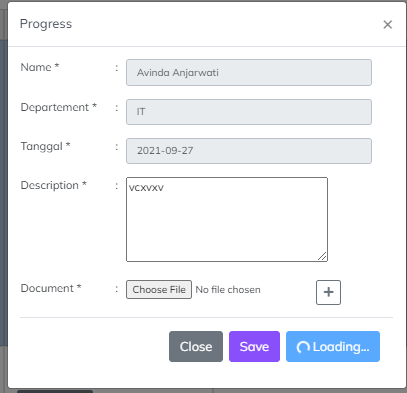 Progress ×
Name * : Avinda Anjarwati
Departement * : IT
Tanggal * : 2021-09-27
Description * : vcxvxv
Document * : Choose File No file chosen +
Close Save Loading...